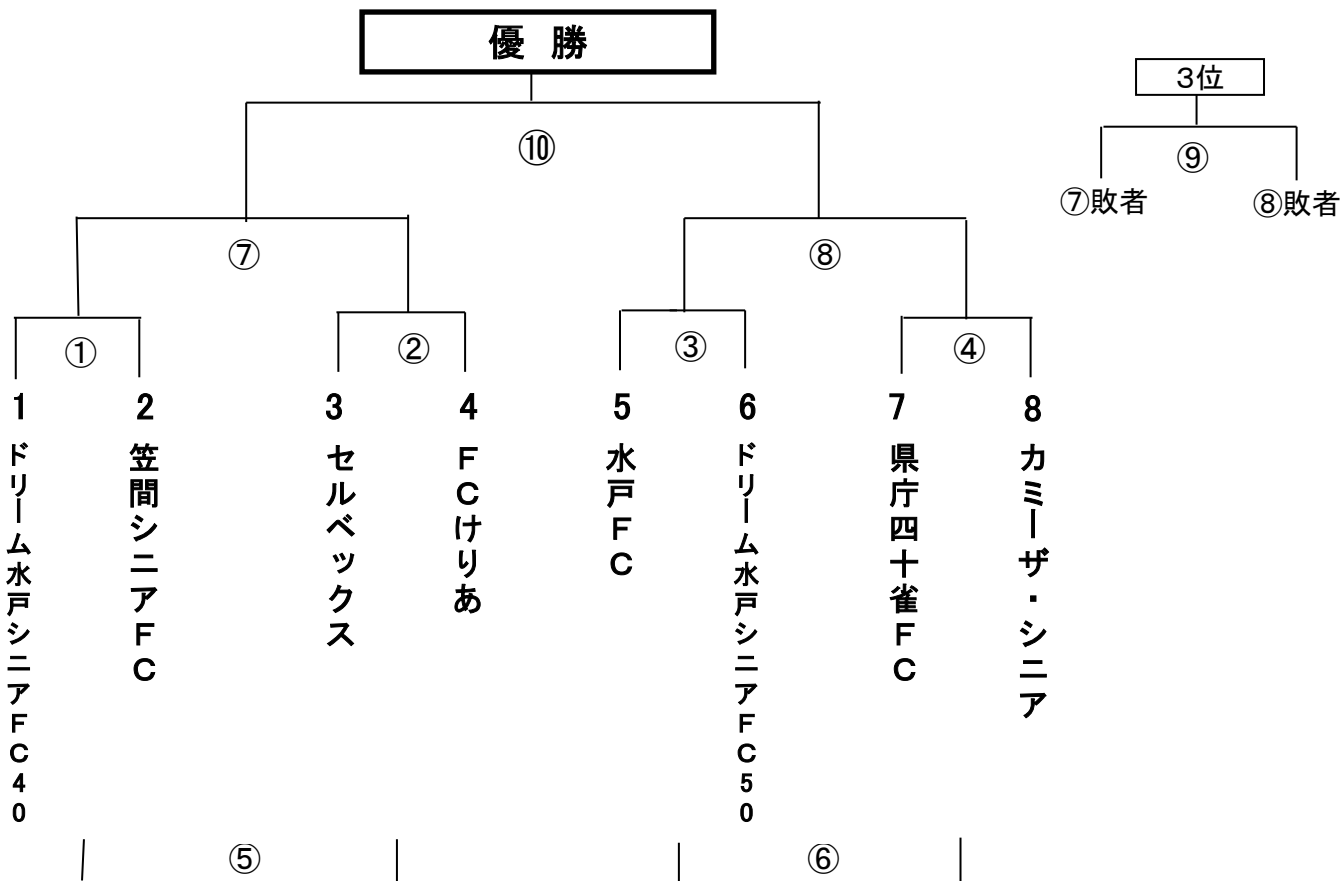 優 勝
3位
⑩
⑨
⑦敗者
⑧敗者
⑦
⑧
①
②
③
④
1
2
3
4
5
6
7
8
ドリーム水戸シニアFC40
笠間シニアFC
セルベックス
FCけりあ
水戸FC
ドリーム水戸シニアFC50
県庁四十雀FC
カミーザ・シニア
⑤
⑥